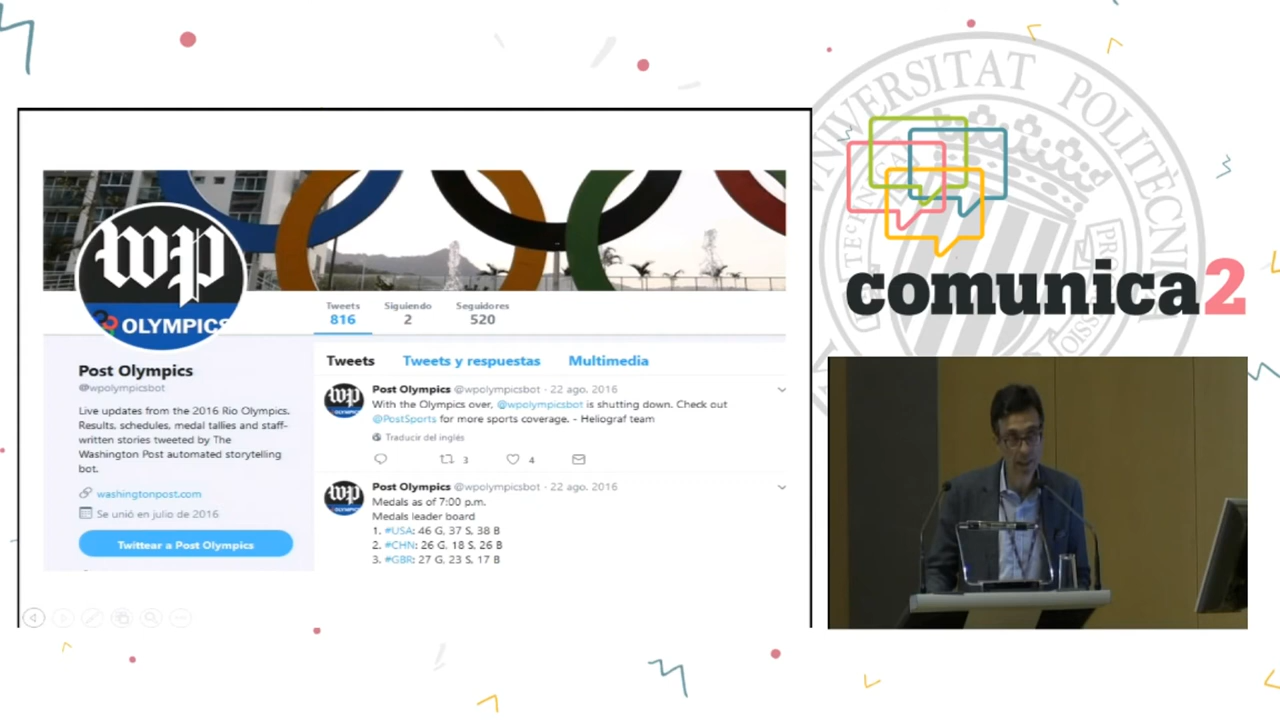 UNIVERSITAT POLITÈCNI
comunica2
wp
OLYMPICS
Tweets
816
Siguiendo
2
Seguidores
520
Post Olympics
@wpolympicsbot
Live updates from the 2016 Rio Olympics.
Results, schedules, medal tallies and staff-
written stories tweeted by The
Washington Post automated storytelling
bot.
washingtonpost.com
Se unió en julio de 2016
Twittear a Post Olympics
Tweets
Tweets y respuestas
Multimedia
Post Olympics @wpolympicsbot · 22 ago. 2016
With the Olympics over, @wpolympicsbot is shutting down. Check out
@PostSports for more sports coverage. - Heliograf team
Traducir del inglés
3
4
Post Olympics @wpolympicsbot · 22 ago. 2016
Medals as of 7:00 p.m.
Medals leader board
1. #USA: 46 G, 37 S, 38 B
2. #CHN: 26 G, 18 S, 26 B
3. #GBR: 27 G, 23 S, 17 B